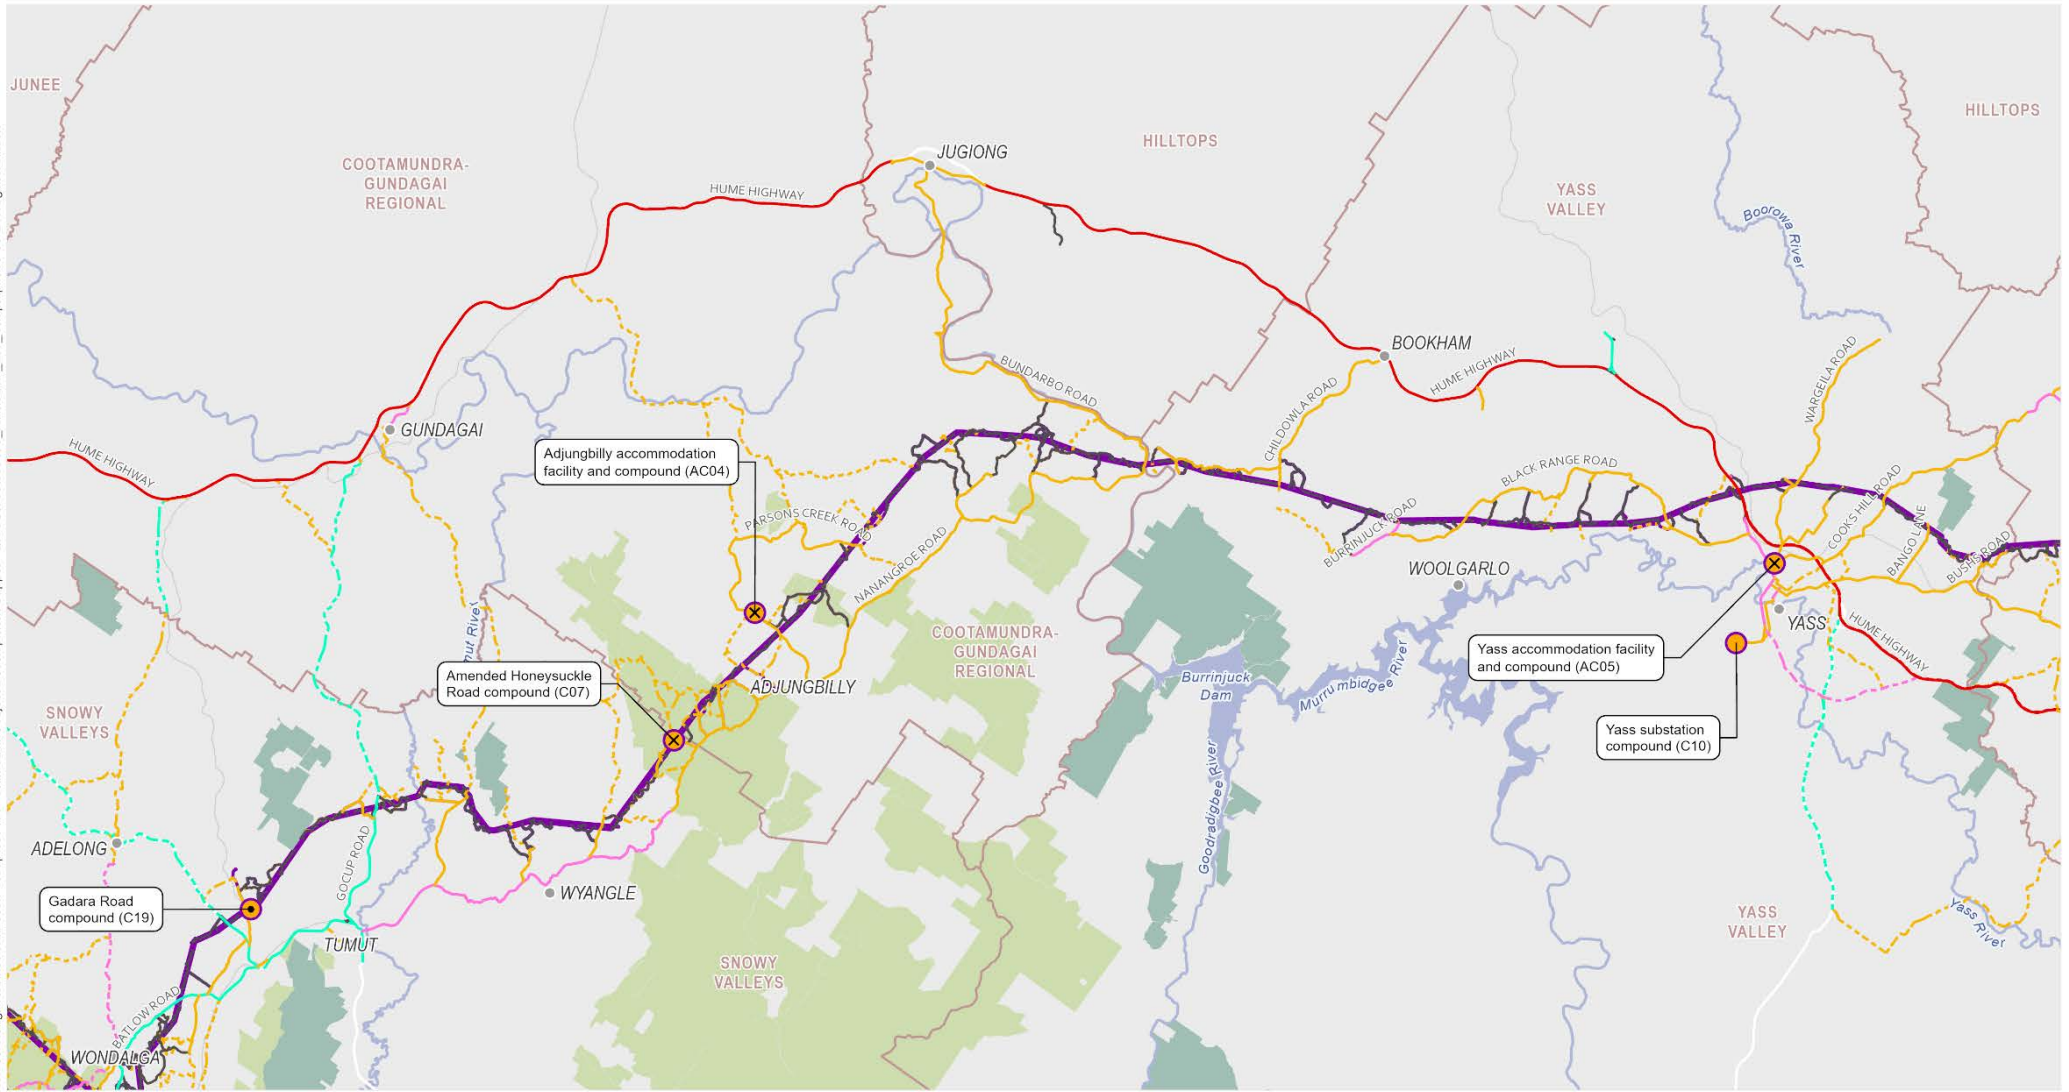 JUNEE
COOTAMUNDRA-
GUNDAGAI
REGIONAL
HUME HIGHWAY
JUGIONG
HILLTOPS
YASS
VALLEY
Boorowa River
HILLTOPS
BOOKHAM
HUME HIGHWAY
WARGEILA ROAD
BUNDARBO ROAD
CHILDOWLA ROAD
GUNDAGAI
HUME HIGHWAY
Adjungbilly accommodation
facility and compound (AC04)
PARSONS CREEK ROAD
NANANGROE ROAD
BLACK RANGE ROAD
BURRINJUCK ROAD
COOKS HILL ROAD
BANGO LANE
BUSHS ROAD
WOOLGARLO
YASS
HUME HIGHWAY
mut River
COOTAMUNDRA-
GUNDAGAI
REGIONAL
Amended Honeysuckle
Road compound (C07)
ADJUNGBILLY
Burrinjuck
Dam
Murrumbidgee River
Yass accommodation facility
and compound (AC05)
Yass substation
compound (C10)
SNOWY
VALLEYS
Goodradigbee River
ADELONG
GOCUP ROAD
Gadara Road
compound (C19)
WYANGLE
TUMUT
SNOWY
VALLEYS
YASS
VALLEY
Yass River
BATLOW ROAD
WONDALGA